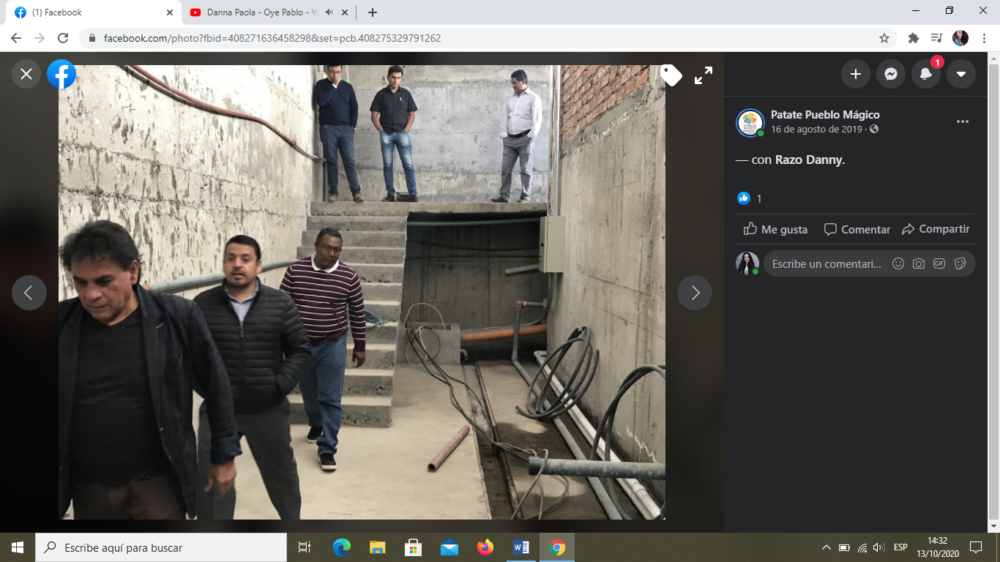 (1) Facebook
Danna Paola - Oye Pablo - Yo
facebook.com/photo?fbid=408271636458298&set=pcb.408275329791262
1
Patate Pueblo Mágico
16 de agosto de 2019 ·
— con Razo Danny.
1
Me gusta Comentar Compartir
Escribe un comentari... GIF
Escribe aquí para buscar
ESP
14:32
13/10/2020